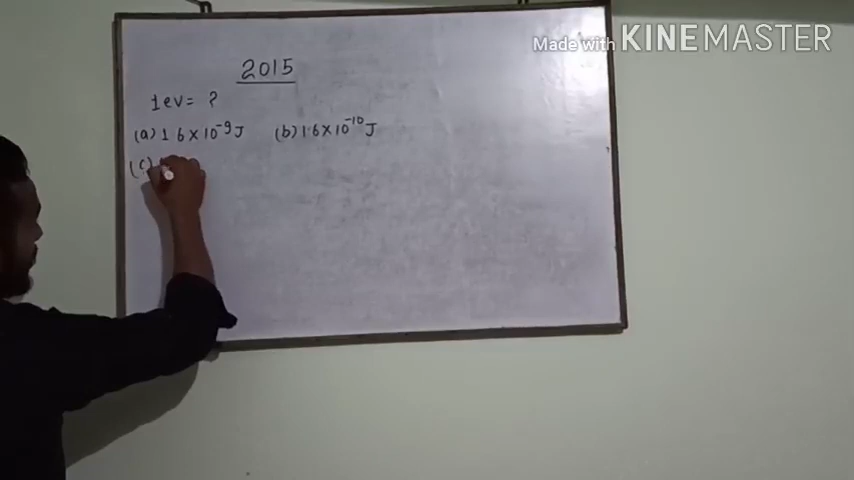 Made with KINEMASTER
2015
1ev= ?
(a) 1 6 × 10⁻⁹ J (b) 1.6 × 10⁻¹⁰ J
(c)